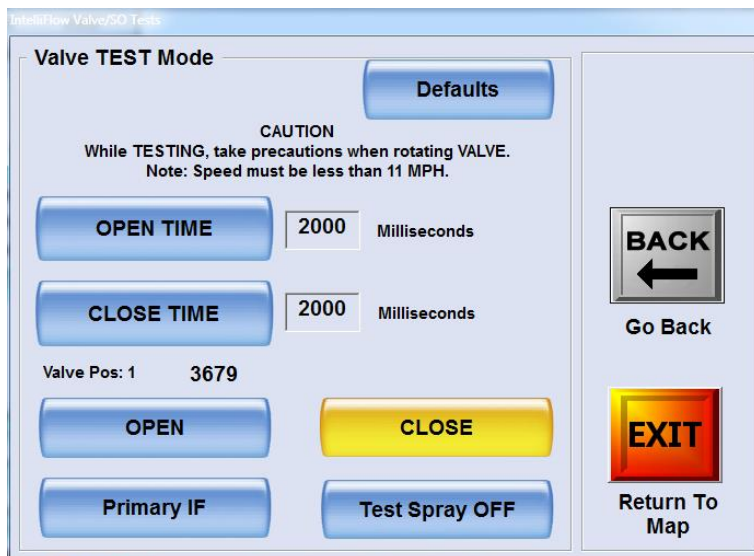 IntelliFlow Valve/SO Tests
Valve TEST Mode
Defaults
CAUTION
While TESTING, take precautions when rotating VALVE.
Note: Speed must be less than 11 MPH.
OPEN TIME
2000
Milliseconds
CLOSE TIME
2000
Milliseconds
Valve Pos: 1
3679
OPEN
CLOSE
Primary IF
Test Spray OFF
BACK
Go Back
EXIT
Return To
Map